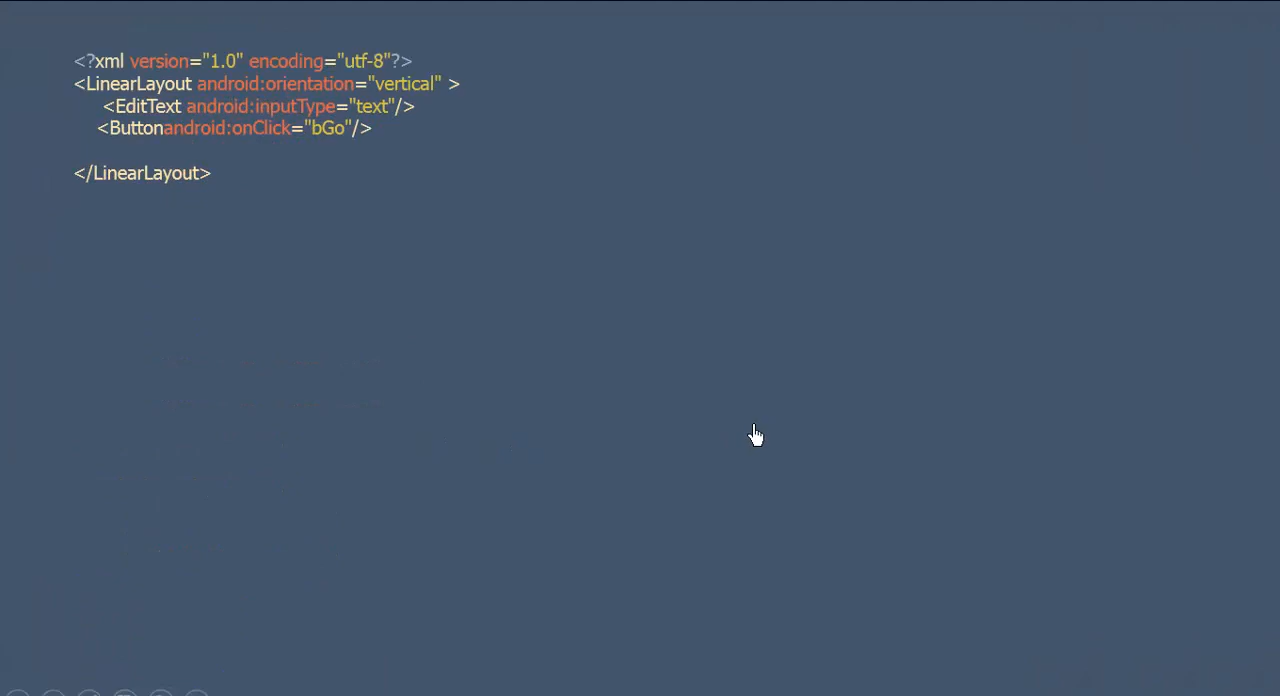 <?xml version="1.0" encoding="utf-8"?>
<LinearLayout android:orientation="vertical" >
<EditText android:inputType="text"/>
<Buttonandroid:onClick="bGo"/>
</LinearLayout>